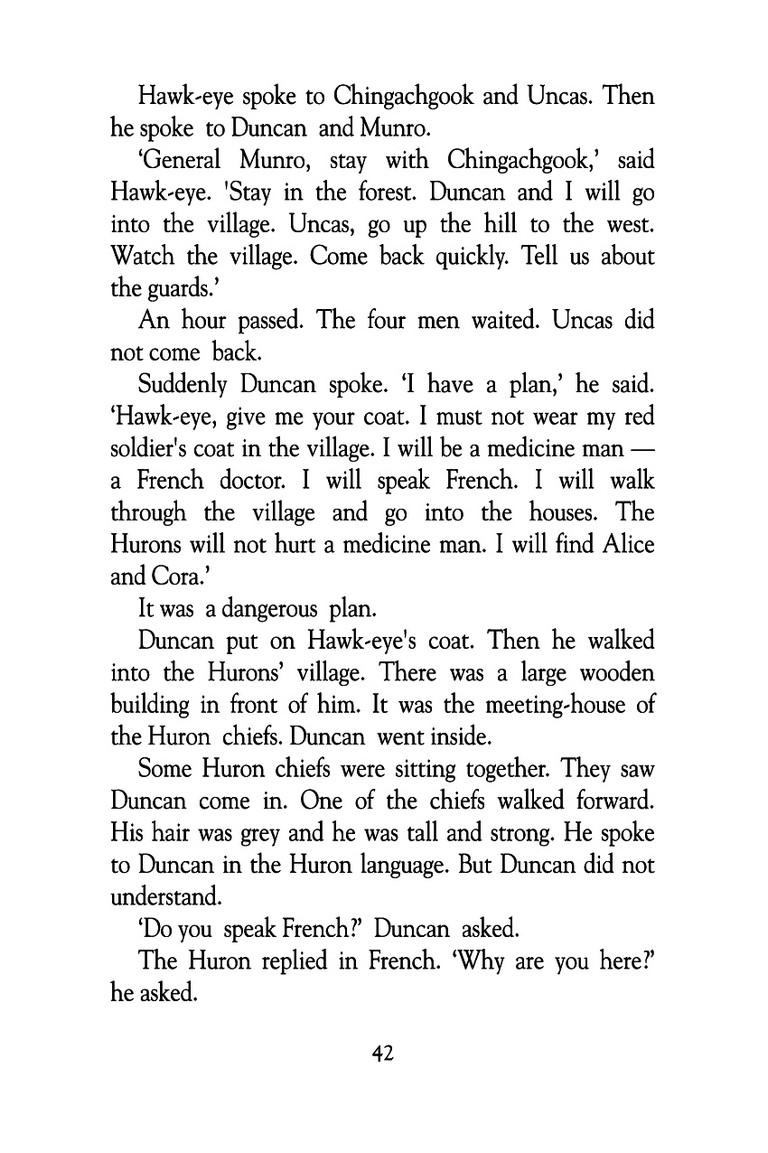 Hawk-eye spoke to Chingachgook and Uncas. Then
he spoke to Duncan and Munro.
‘General Munro, stay with Chingachgook,’ said
Hawk-eye. 'Stay in the forest. Duncan and I will go
into the village. Uncas, go up the hill to the west.
Watch the village. Come back quickly. Tell us about
the guards.’
An hour passed. The four men waited. Uncas did
not come back.
Suddenly Duncan spoke. ‘I have a plan,’ he said.
‘Hawk-eye, give me your coat. I must not wear my red
soldier's coat in the village. I will be a medicine man —
a French doctor. I will speak French. I will walk
through the village and go into the houses. The
Hurons will not hurt a medicine man. I will find Alice
and Cora.’
It was a dangerous plan.
Duncan put on Hawk-eye's coat. Then he walked
into the Hurons’ village. There was a large wooden
building in front of him. It was the meeting-house of
the Huron chiefs. Duncan went inside.
Some Huron chiefs were sitting together. They saw
Duncan come in. One of the chiefs walked forward.
His hair was grey and he was tall and strong. He spoke
to Duncan in the Huron language. But Duncan did not
understand.
‘Do you speak French?’ Duncan asked.
The Huron replied in French. ‘Why are you here?’
he asked.
42